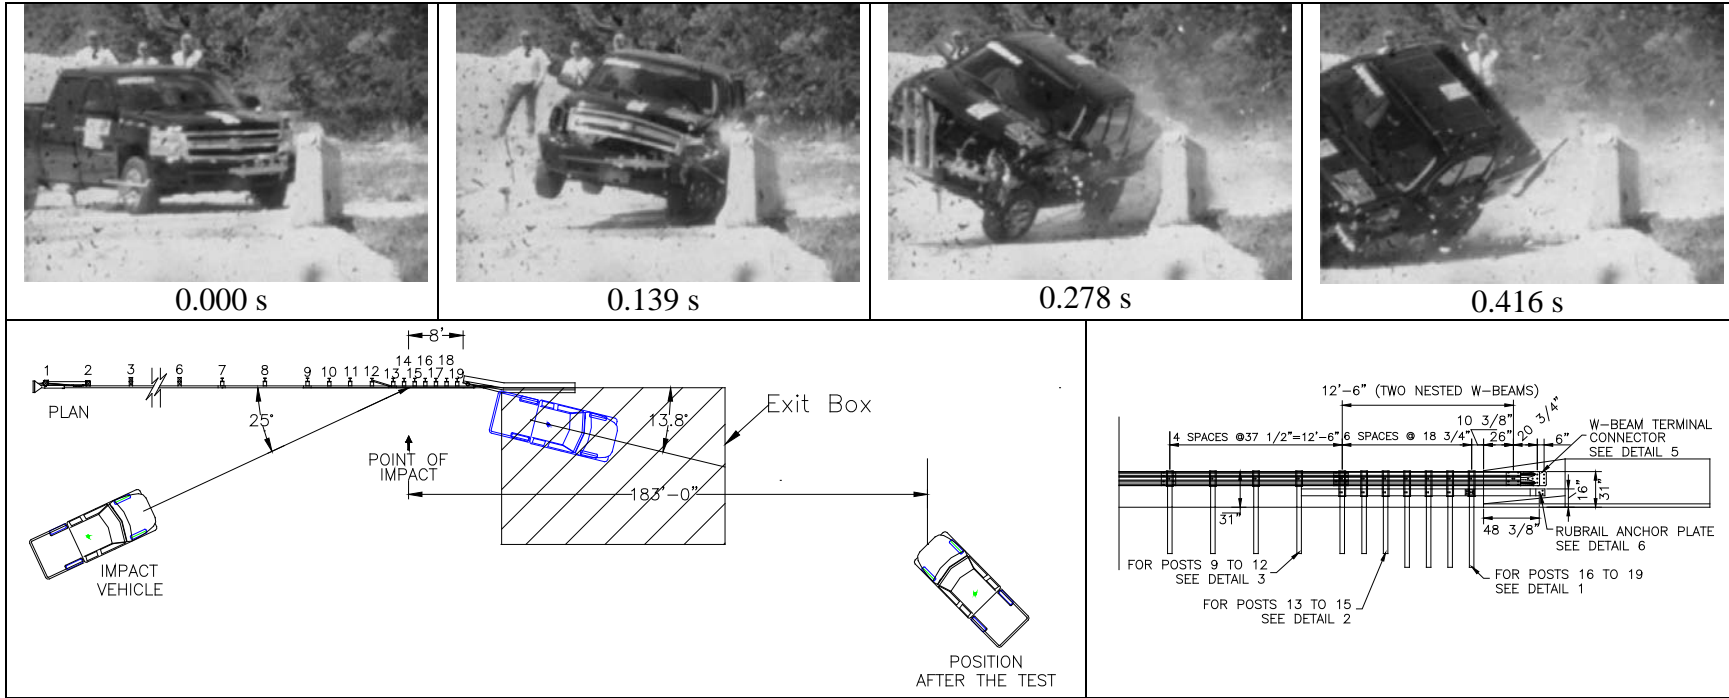 0.000 s
0.139 s
0.278 s
0.416 s
8'
14 16 18
1 2 3 6 7 8 9 10 11 12 13 15 17 19
PLAN
25°
13.8°
Exit Box
POINT OF
IMPACT
183'-0"
IMPACT
VEHICLE
POSITION
AFTER THE TEST
12'-6" (TWO NESTED W-BEAMS)
10 3/8"
20 3/4"
4 SPACES @37 1/2"=12'-6"
6 SPACES @ 18 3/4"
26"
6"
W-BEAM TERMINAL
CONNECTOR
SEE DETAIL 5
16"
31"
31"
48 3/8"
RUBRAIL ANCHOR PLATE
SEE DETAIL 6
FOR POSTS 9 TO 12
SEE DETAIL 3
FOR POSTS 16 TO 19
SEE DETAIL 1
FOR POSTS 13 TO 15
SEE DETAIL 2